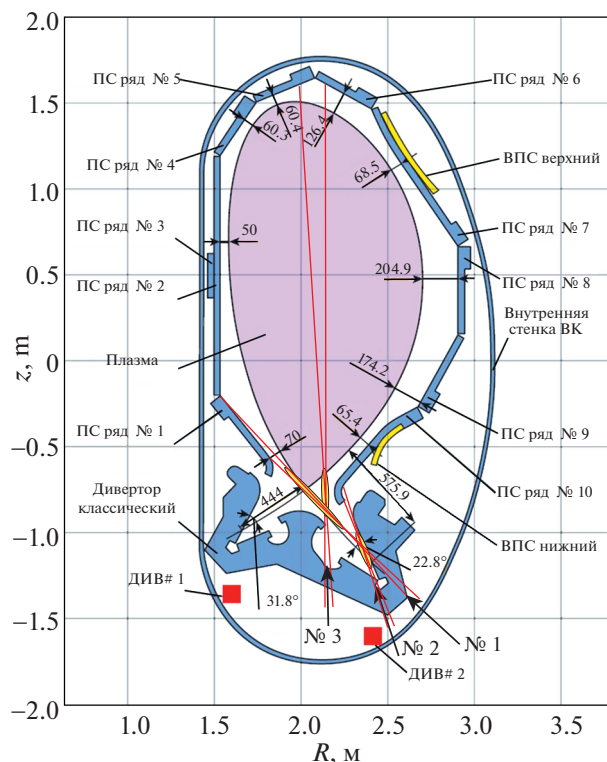 2.0
ПС ряд № 5
ПС ряд № 6
1.5
60.4
26.4
60.5
ВПС верхний
ПС ряд № 4
68.5
1.0
ПС ряд № 3
50
ПС ряд № 7
ПС ряд № 2
204.9
0.5
ПС ряд № 8
Внутренняя
стенка ВК
z, m
Плазма
0
174.2
65.4
ПС ряд № 1
70
ПС ряд № 9
−0.5
Дивертор
классический
444
575.9
ПС ряд № 10
−1.0
ВПС нижний
22.8°
ДИВ# 1
31.8°
№ 3
№ 2
№ 1
−1.5
ДИВ# 2
−2.0
1.0
1.5
2.0
2.5
3.0
3.5
R, м